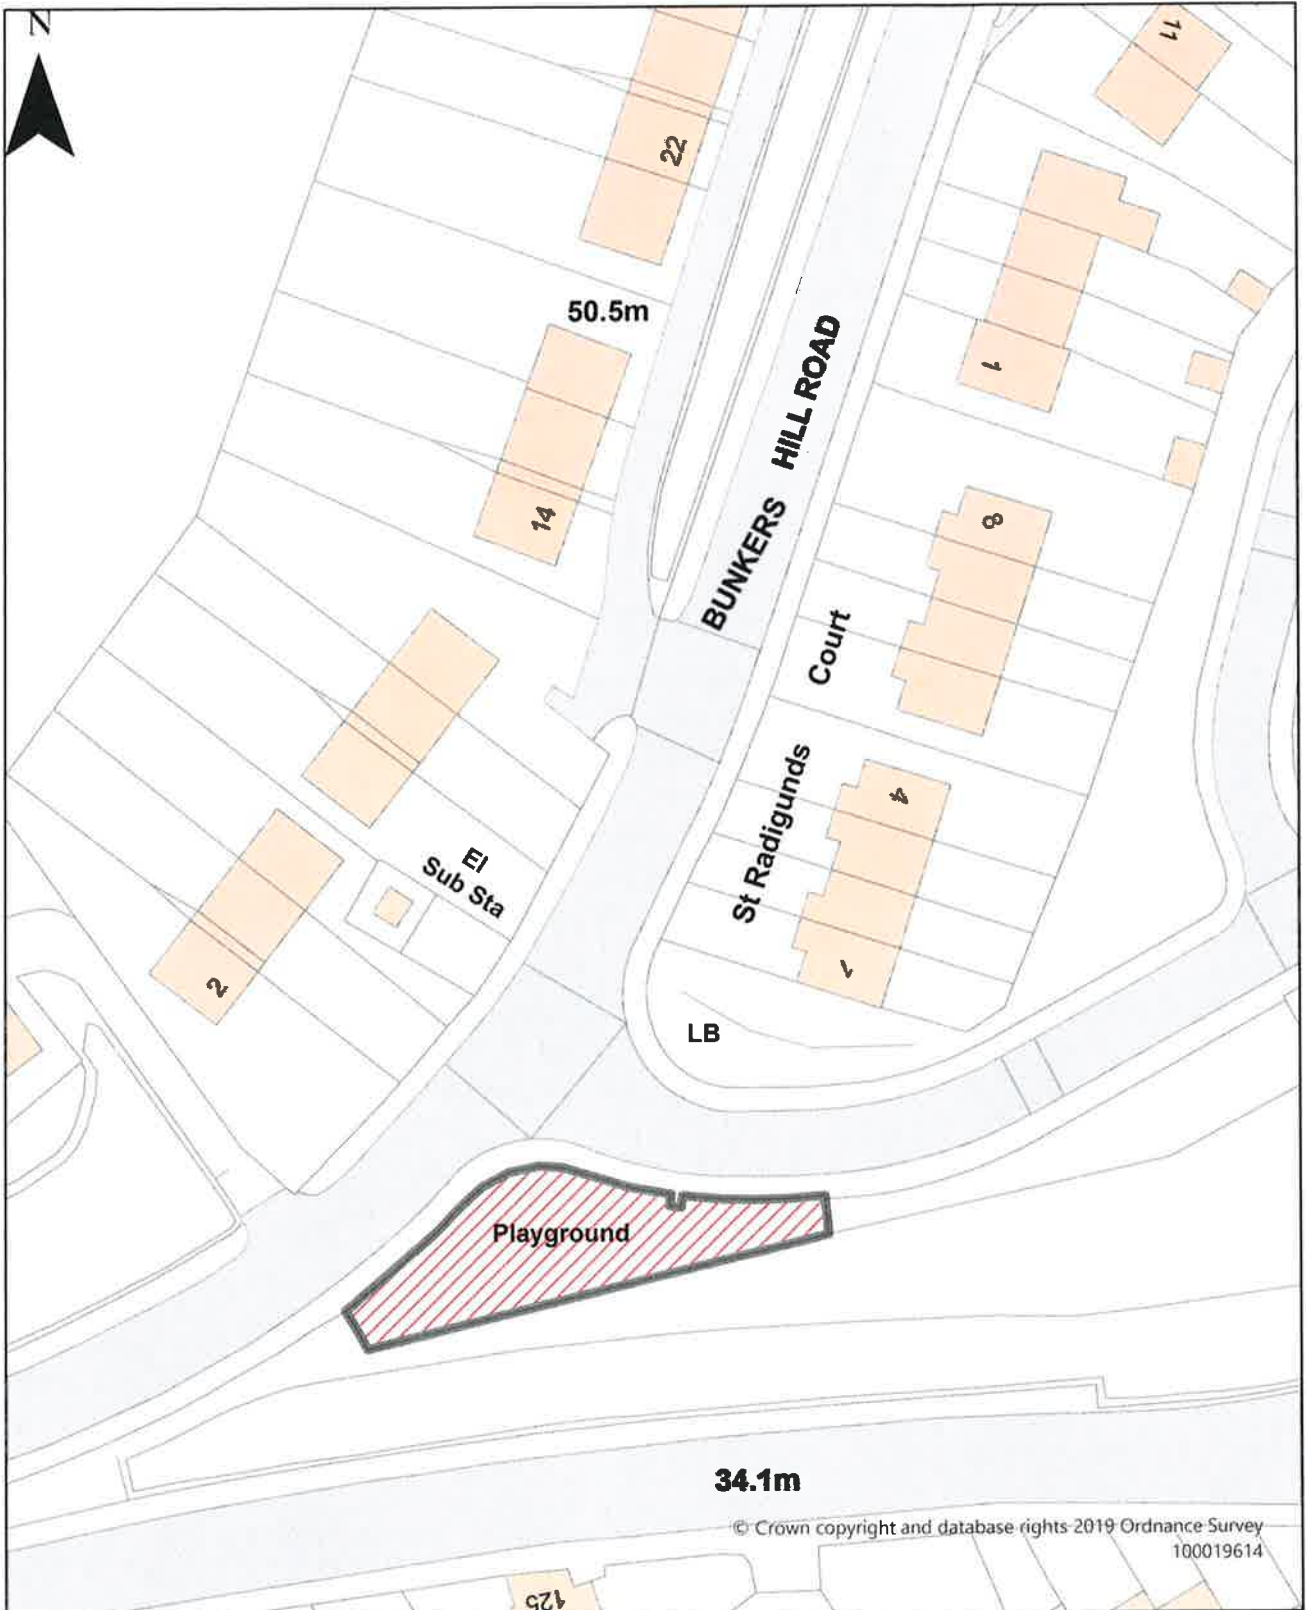 N
11
22
50.5m
1
BUNKERS HILL ROAD
14
8
St Radigunds Court
4
El
Sub Sta
2
1
LB
Playground
34.1m
© Crown copyright and database rights 2019 Ordnance Survey
100019614
125